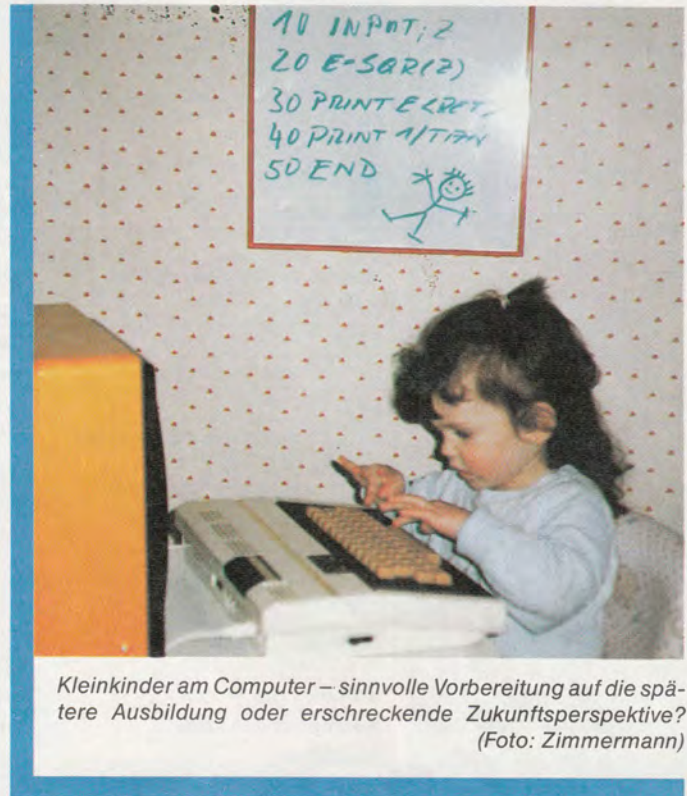 10 INPUT; Z
20 E=SQR(Z)
30 PRINT E
40 PRINT 1/
50 END
Kleinkinder am Computer – sinnvolle Vorbereitung auf die spä-
tere Ausbildung oder erschreckende Zukunftsperspektive?
(Foto: Zimmermann)